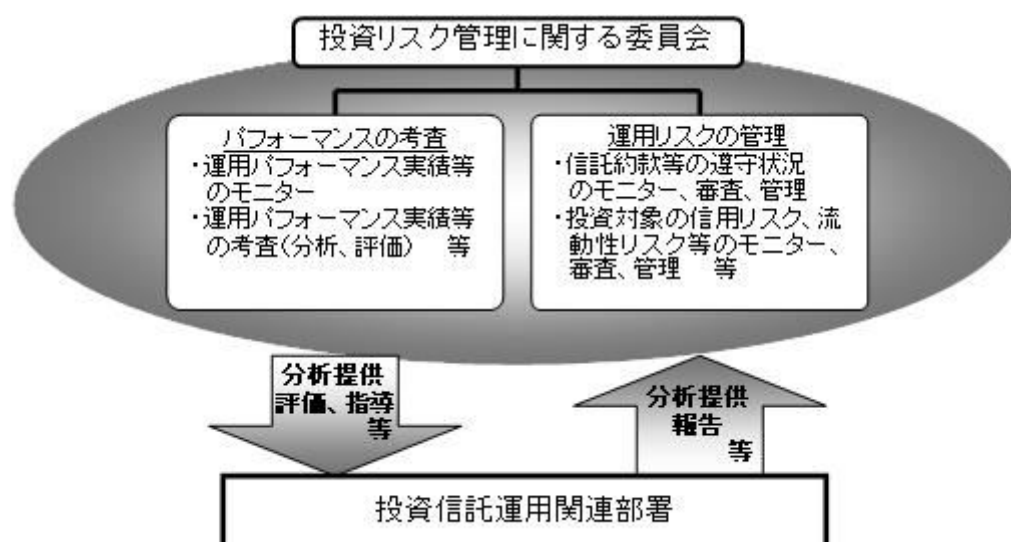 投資リスク管理に関する委員会
パフォーマンスの考査
・運用パフォーマンス実績等
のモニター
・運用パフォーマンス実績等
の考査(分析、評価) 等
運用リスクの管理
・信託約款等の遵守状況
のモニター、審査、管理
・投資対象の信用リスク、流
動性リスク等のモニター、
審査、管理 等
分析提供
評価、指導
等
分析提供
報告
等
投資信託運用関連部署